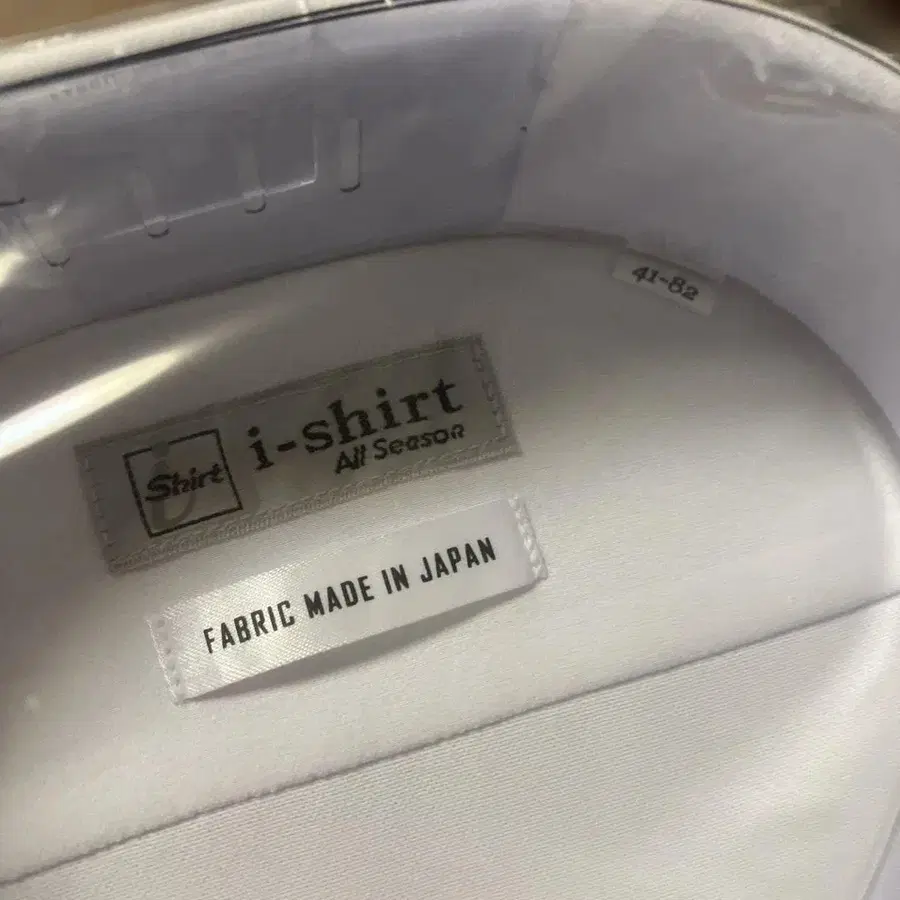 41-82
i-shirt
All Season
i
Shirt
FABRIC MADE IN JAPAN